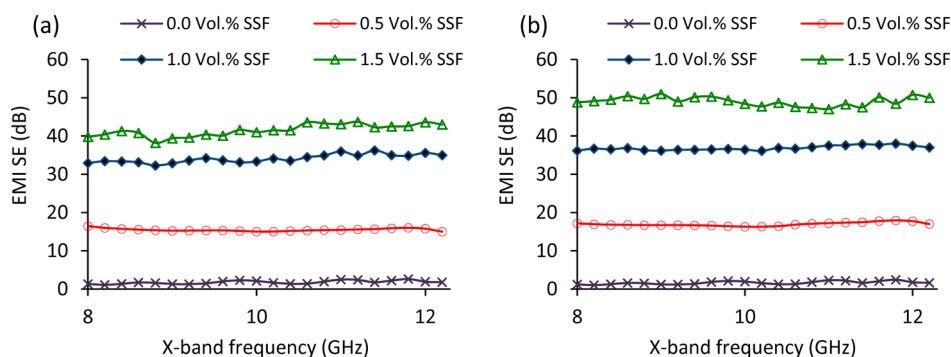 (a)
0.0 Vol.% SSF
0.5 Vol.% SSF
1.0 Vol.% SSF
1.5 Vol.% SSF
60
50
40
30
20
10
0
EMI SE (dB)
8
10
12
X-band frequency (GHz)
(b)
0.0 Vol.% SSF
0.5 Vol.% SSF
1.0 Vol.% SSF
1.5 Vol.% SSF
60
50
40
30
20
10
0
EMI SE (dB)
8
10
12
X-band frequency (GHz)